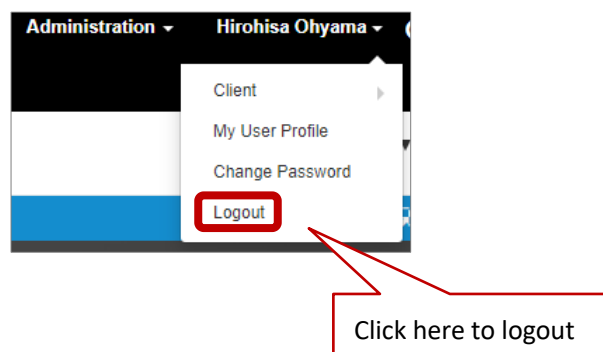 Administration Hirohisa Ohyama
Client
My User Profile
Change Password
Logout
Click here to logout